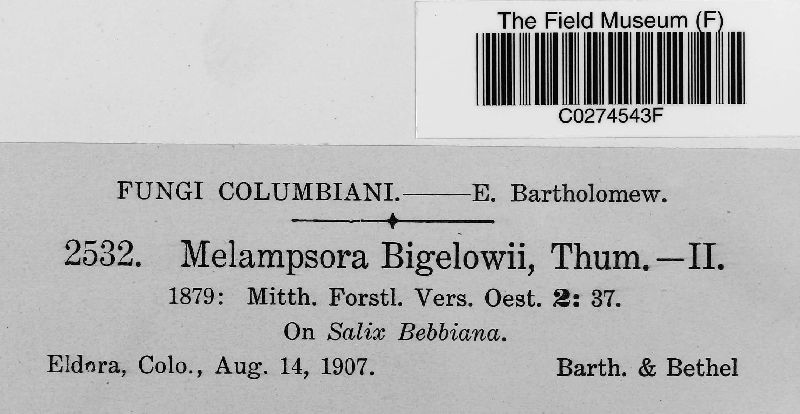 The Field Museum (F)
C0274543F
FUNGI COLUMBIANI.——E. Bartholomew.
2532. Melampsora Bigelowii, Thum.—II.
1879: Mitth. Forstl. Vers. Oest. 2: 37.
On Salix Bebbiana.
Eldora, Colo., Aug. 14, 1907. Barth. & Bethel